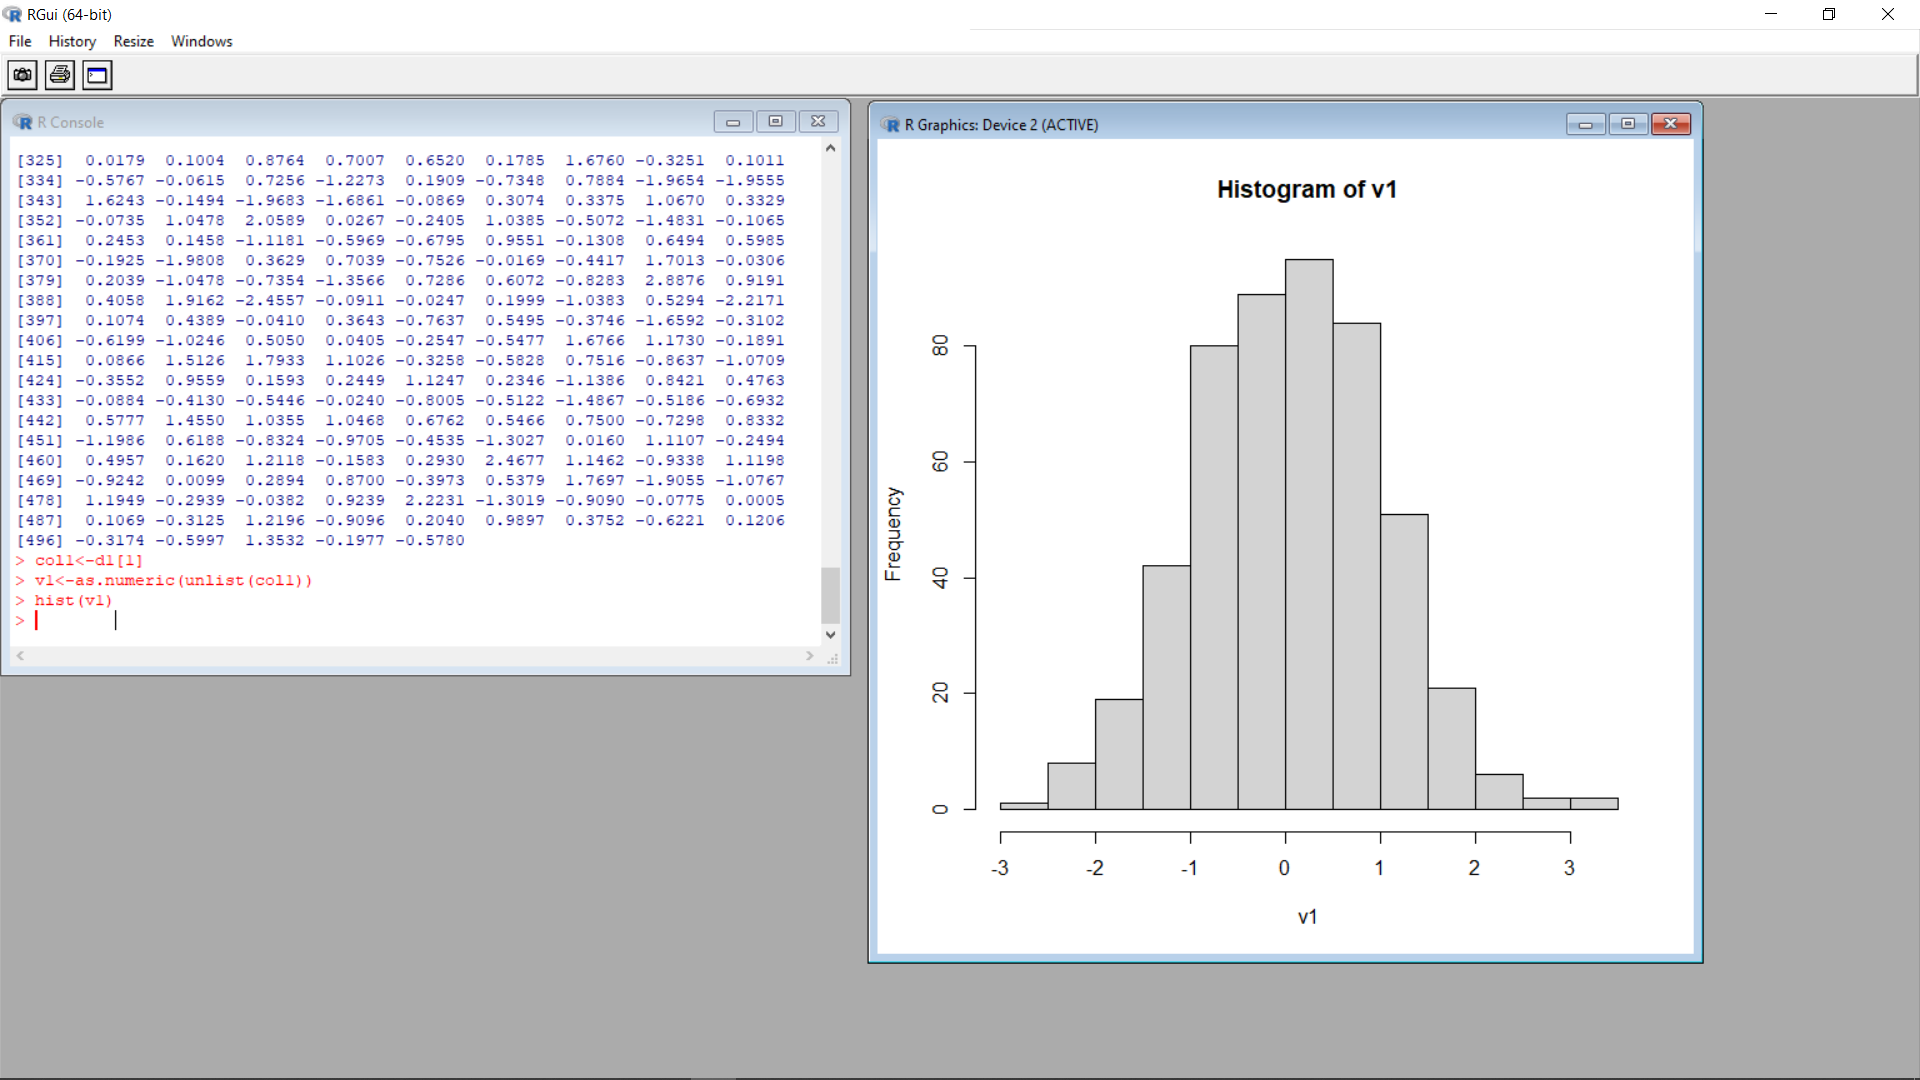 RGui (64-bit)
File History Resize Windows
R Console
[325] 0.0179 0.1004 0.8764 0.7007 0.6520 0.1785 1.6760 -0.3251 0.1011
[334] -0.5767 -0.0615 0.7256 -1.2273 0.1909 -0.7348 0.7884 -1.9654 -1.9555
[343] 1.6243 -0.1494 -1.9683 -1.6861 -0.0869 0.3074 0.3375 1.0670 0.3329
[352] -0.0735 1.0478 2.0589 0.0267 -0.2405 1.0385 -0.5072 -1.4831 -0.1065
[361] 0.2453 0.1458 -1.1181 -0.5969 -0.6795 0.9551 -0.1308 0.6494 0.5985
[370] -0.1925 -1.9808 0.3629 0.7039 -0.7526 -0.0169 -0.4417 1.7013 -0.0306
[379] 0.2039 -1.0478 -0.7354 -1.3566 0.7286 0.6072 -0.8283 2.8876 0.9191
[388] 0.4058 1.9162 -2.4557 -0.0911 -0.0247 0.1999 -1.0383 0.5294 -2.2171
[397] 0.1074 0.4389 -0.0410 0.3643 -0.7637 0.5495 -0.3746 -1.6592 -0.3102
[406] -0.6199 -1.0246 0.5050 0.0405 -0.2547 -0.5477 1.6766 1.1730 -0.1891
[415] 0.0866 1.5126 1.7933 1.1026 -0.3258 -0.5828 0.7516 -0.8637 -1.0709
[424] -0.3552 0.9559 0.1593 0.2449 1.1247 0.2346 -1.1386 0.8421 0.4763
[433] -0.0884 -0.4130 -0.5446 -0.0240 -0.8005 -0.5122 -1.4867 -0.5186 -0.6932
[442] 0.5777 1.4550 1.0355 1.0468 0.6762 0.5466 0.7500 -0.7298 0.8332
[451] -1.1986 0.6188 -0.8324 -0.9705 -0.4535 -1.3027 0.0160 1.1107 -0.2494
[460] 0.4957 0.1620 1.2118 -0.1583 0.2930 2.4677 1.1462 -0.9338 1.1198
[469] -0.9242 0.0099 0.2894 0.8700 -0.3973 0.5379 1.7697 -1.9055 -1.0767
[478] 1.1949 -0.2939 -0.0382 0.9239 2.2231 -1.3019 -0.9090 -0.0775 0.0005
[487] 0.1069 -0.3125 1.2196 -0.9096 0.2040 0.9897 0.3752 -0.6221 0.1206
[496] -0.3174 -0.5997 1.3532 -0.1977 -0.5780
> col1<-d1[1]
> v1<-as.numeric(unlist(col1))
> hist(v1)
>
R Graphics: Device 2 (ACTIVE)
Histogram of v1
Frequency
80
60
40
20
0
-3 -2 -1 0 1 2 3
v1